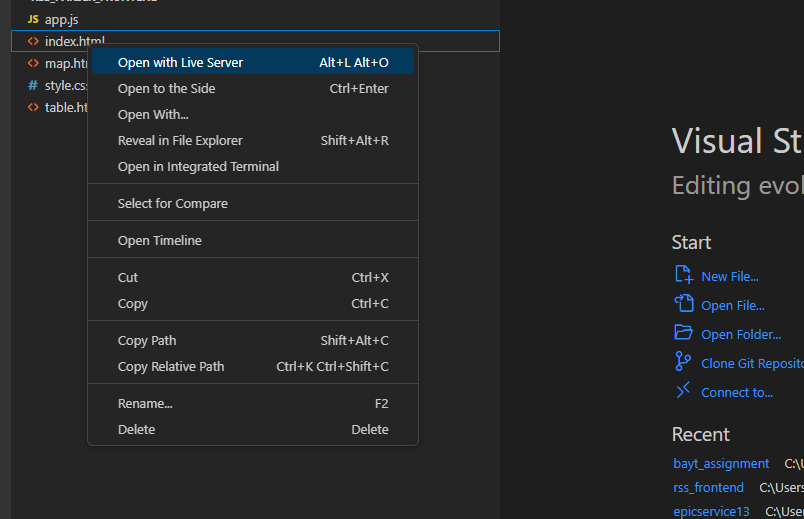 JS app.js
<> index.html
<> map.
# style.cs
<> table.
Open with Live Server Alt+L Alt+O
Open to the Side Ctrl+Enter
Open With...
Reveal in File Explorer Shift+Alt+R
Open in Integrated Terminal
Select for Compare
Open Timeline
Cut Ctrl+X
Copy Ctrl+C
Copy Path Shift+Alt+C
Copy Relative Path Ctrl+K Ctrl+Shift+C
Rename... F2
Delete Delete
Visual St
Editing evol
Start
New File...
Open File...
Open Folder...
Clone Git Reposito
Connect to...
Recent
bayt_assignment C:\U
rss_frontend C:\Users
epicservice13 C:\Users